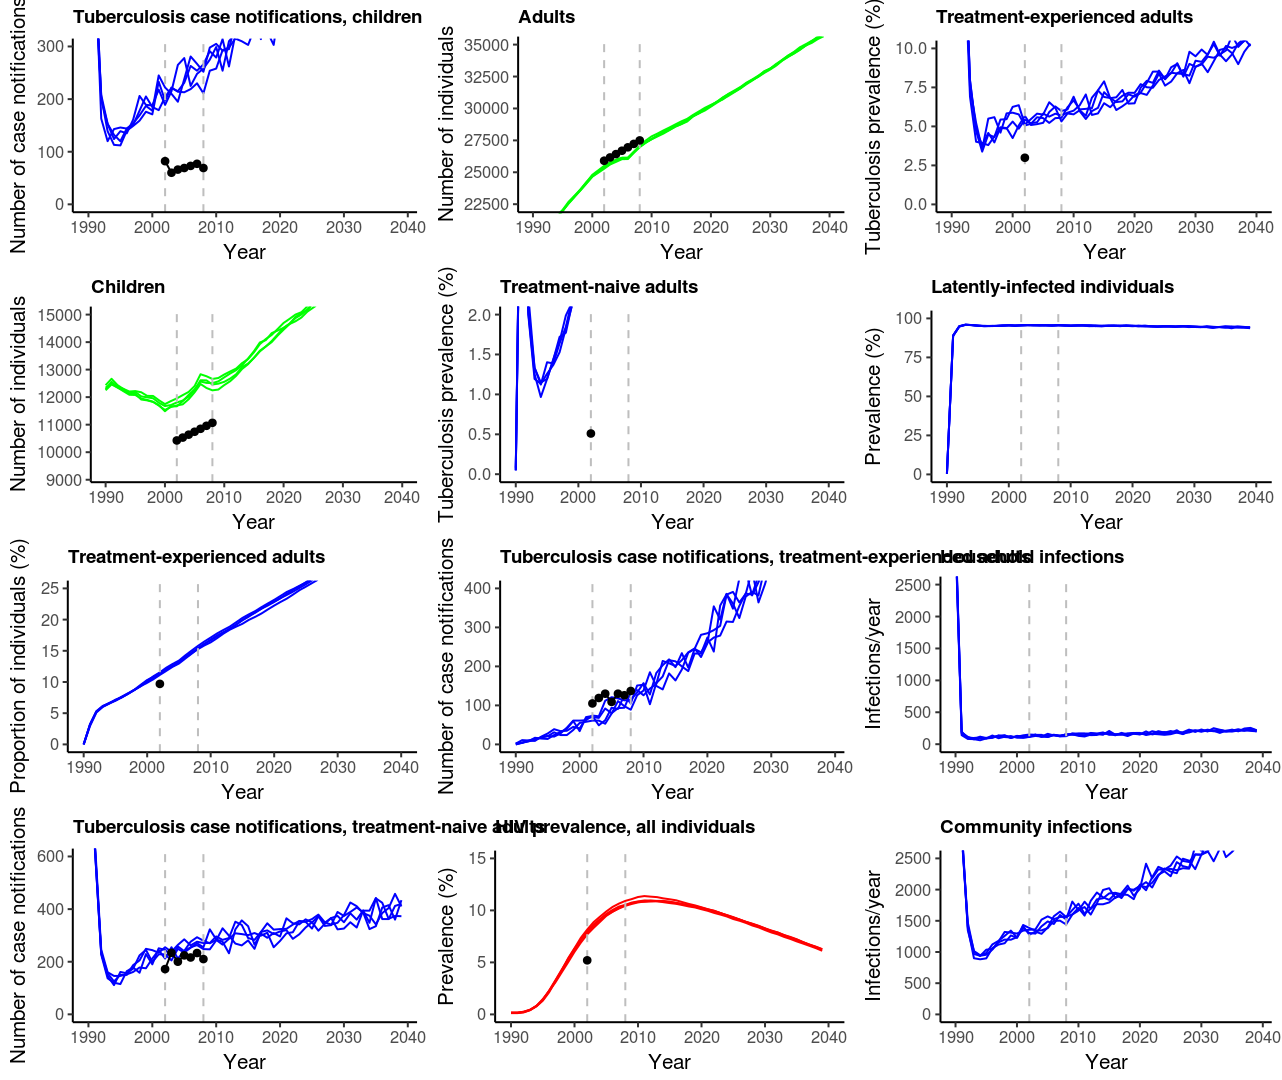 Tuberculosis case notifications, children
Number of case notifications
300
200
100
0
1990 2000 2010 2020 2030 2040
Year
Adults
Number of individuals
35000
32500
30000
27500
25000
22500
1990 2000 2010 2020 2030 2040
Year
Treatment-experienced adults
Tuberculosis prevalence (%)
10.0
7.5
5.0
2.5
0.0
1990 2000 2010 2020 2030 2040
Year
Children
Number of individuals
15000
14000
13000
12000
11000
10000
9000
1990 2000 2010 2020 2030 2040
Year
Treatment-naive adults
Tuberculosis prevalence (%)
2.0
1.5
1.0
0.5
0.0
1990 2000 2010 2020 2030 2040
Year
Latently-infected individuals
Prevalence (%)
100
75
50
25
0
1990 2000 2010 2020 2030 2040
Year
Treatment-experienced adults
Proportion of individuals (%)
25
20
15
10
5
0
1990 2000 2010 2020 2030 2040
Year
Tuberculosis case notifications, treatment-experienced adults
Number of case notifications
400
300
200
100
0
1990 2000 2010 2020 2030 2040
Year
Household infections
Infections/year
2500
2000
1500
1000
500
0
1990 2000 2010 2020 2030 2040
Year
Tuberculosis case notifications, treatment-naive adults
Number of case notifications
600
400
200
0
1990 2000 2010 2020 2030 2040
Year
HIV prevalence, all individuals
Prevalence (%)
15
10
5
0
1990 2000 2010 2020 2030 2040
Year
Community infections
Infections/year
2500
2000
1500
1000
500
0
1990 2000 2010 2020 2030 2040
Year